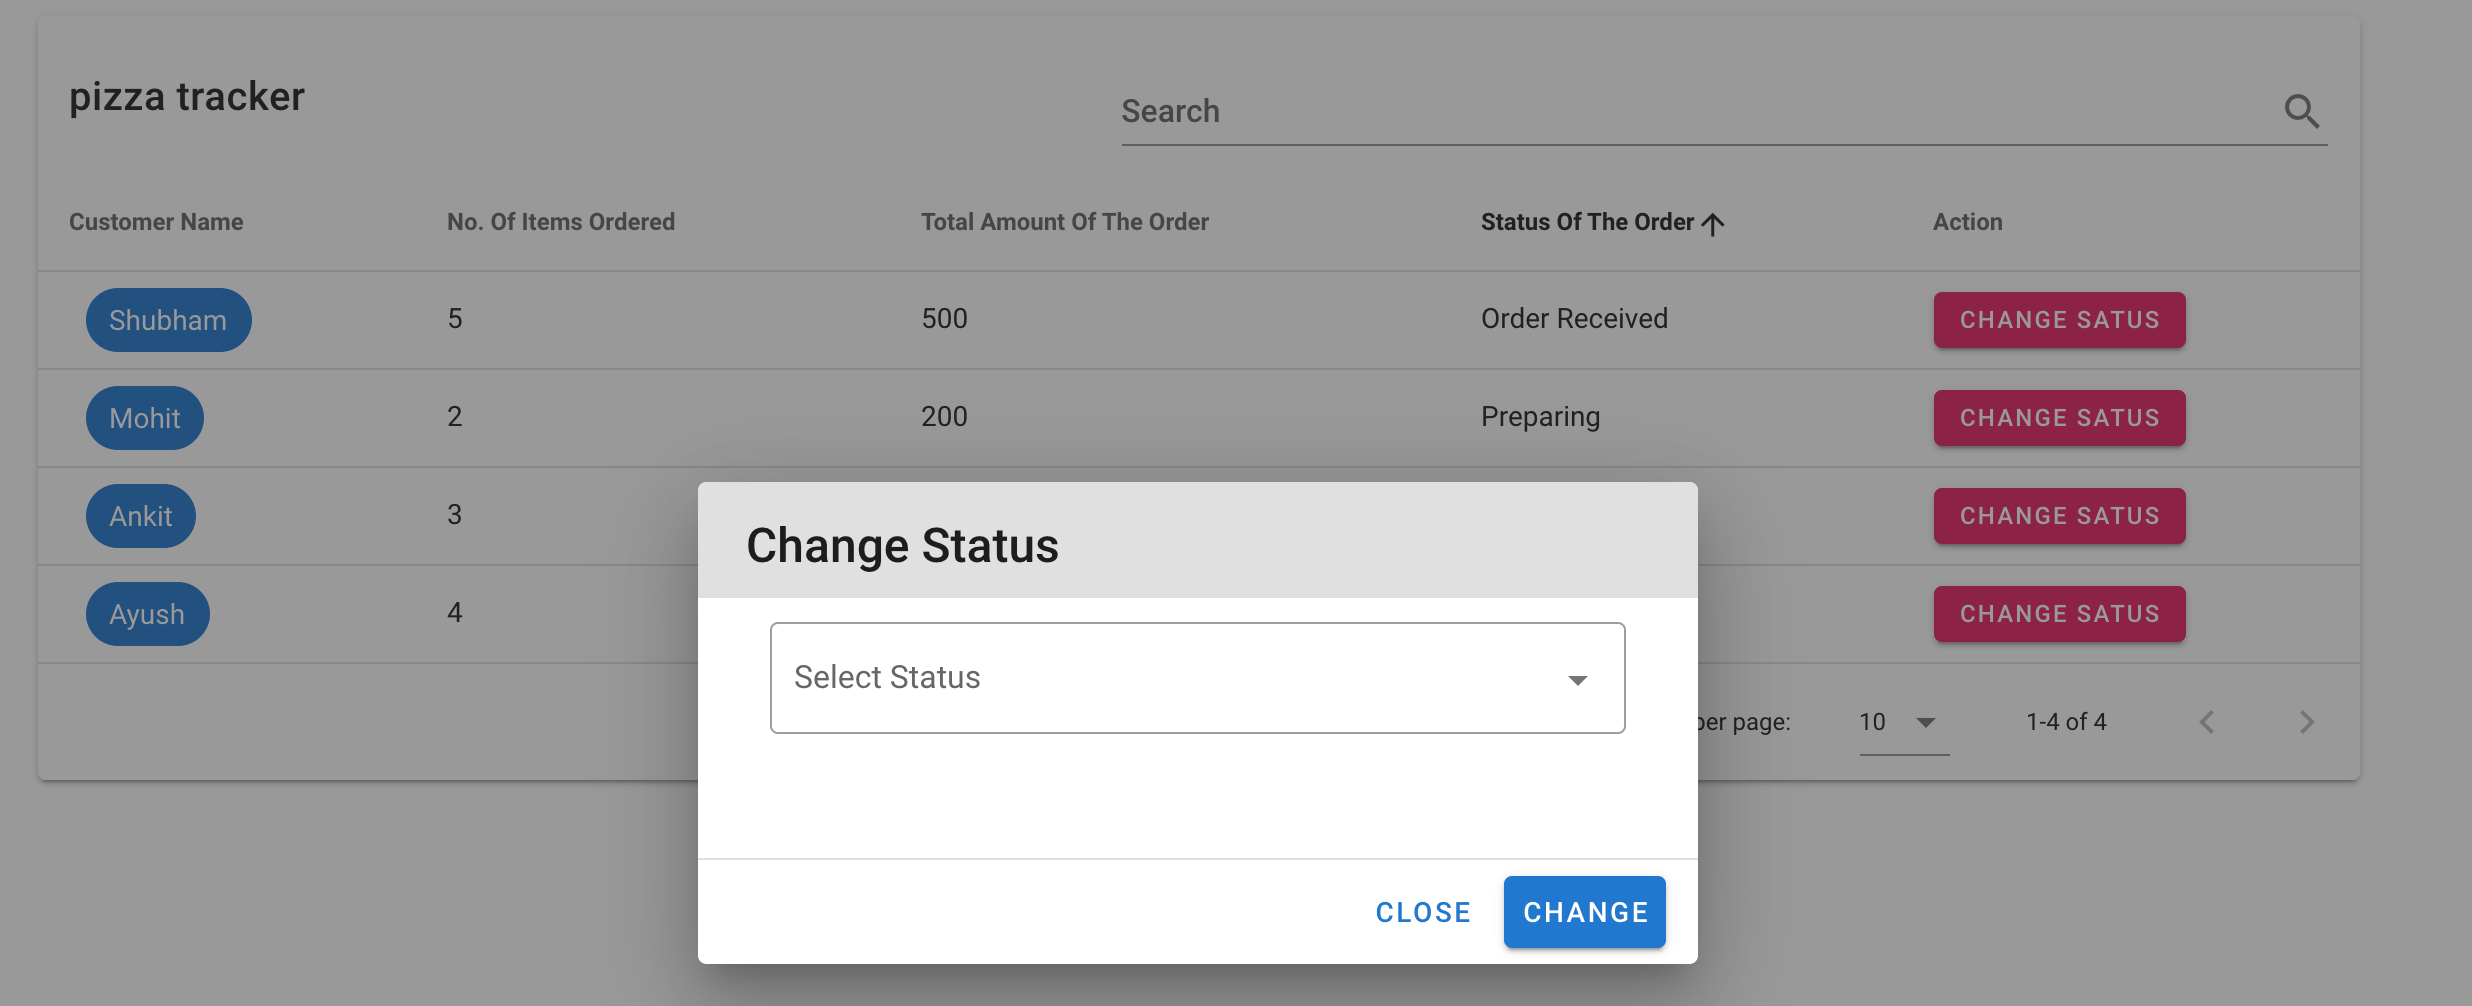 pizza tracker
Search
Customer Name No. Of Items Ordered Total Amount Of The Order Status Of The Order Action
Shubham 5 500 Order Received CHANGE SATUS
Mohit 2 200 Preparing CHANGE SATUS
Ankit 3 CHANGE SATUS
Ayush 4 CHANGE SATUS
Change Status
Select Status
per page: 10 1-4 of 4
CLOSE CHANGE